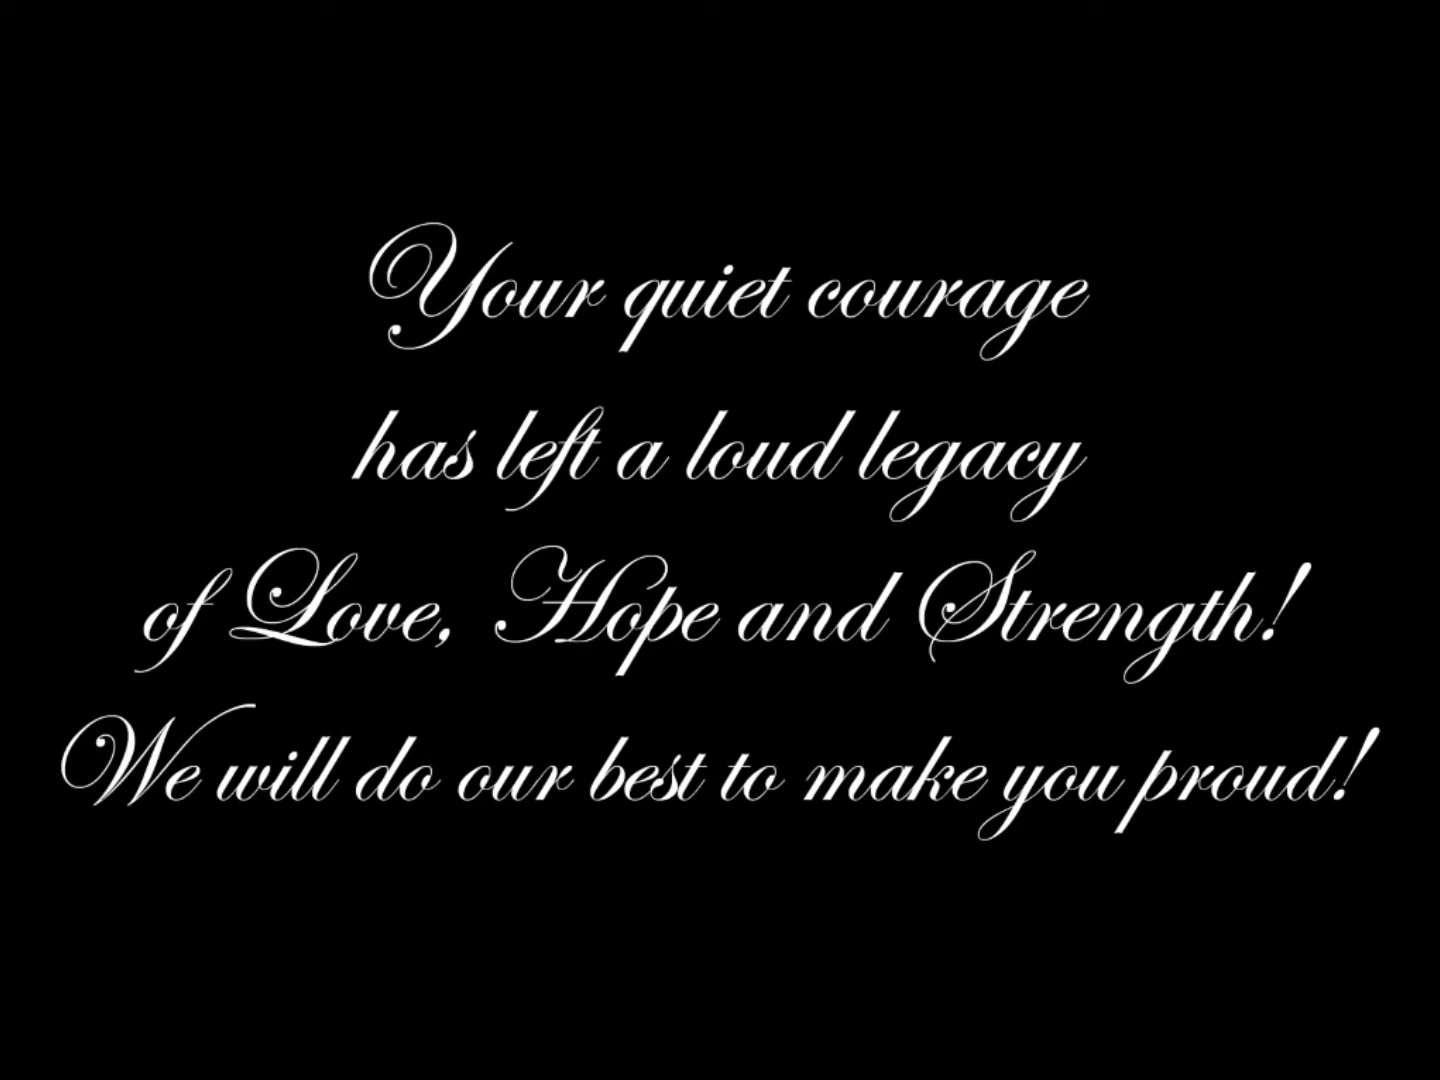 Your quiet courage
has left a loud legacy
of Love, Hope and Strength!
We will do our best to make you proud!